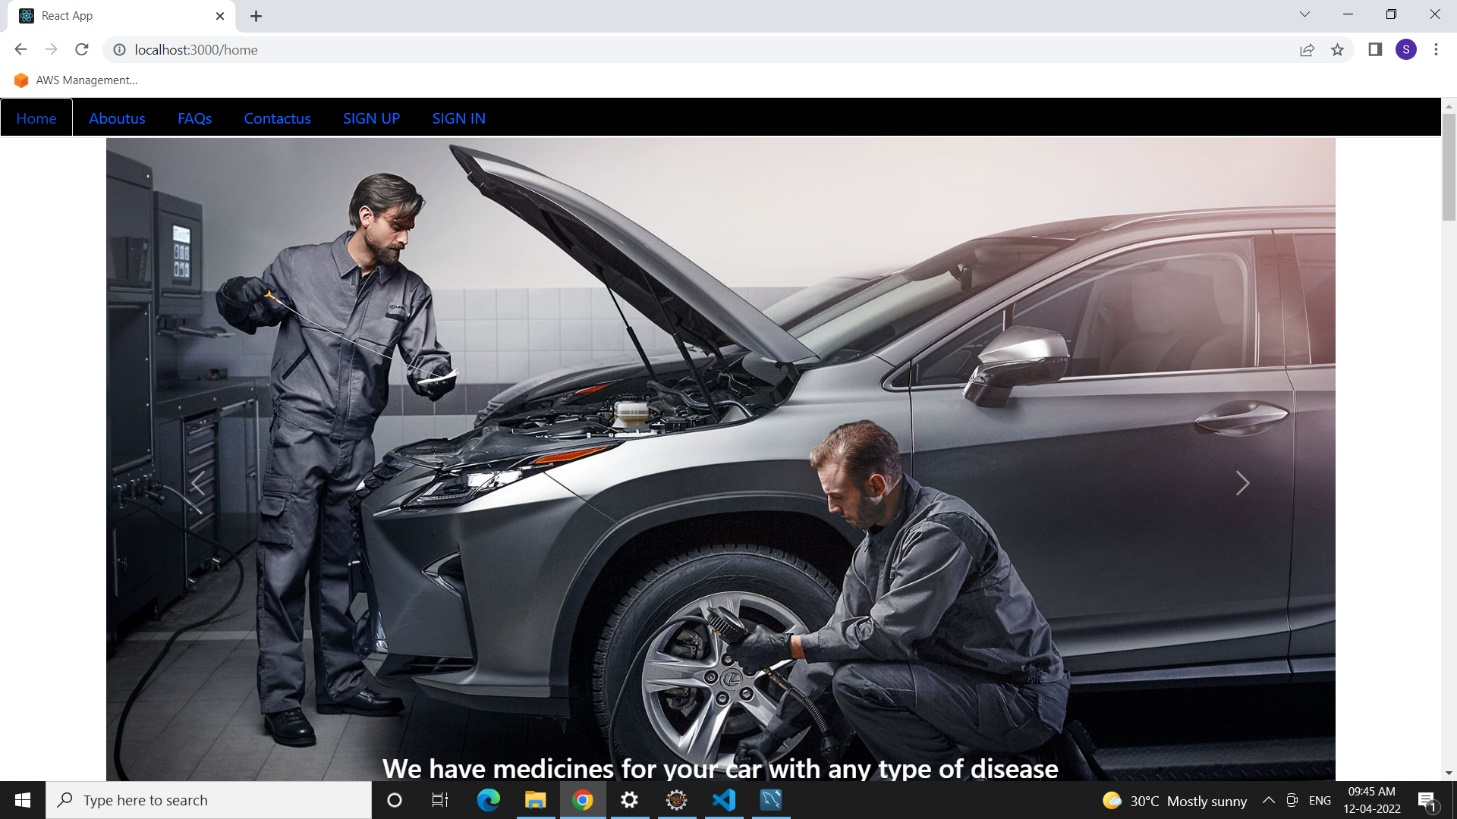 React App
localhost:3000/home
AWS Management...
Home Aboutus FAQs Contactus SIGN UP SIGN IN
We have medicines for your car with any type of disease
Type here to search
30°C Mostly sunny
ENG
09:45 AM
12-04-2022
1
S